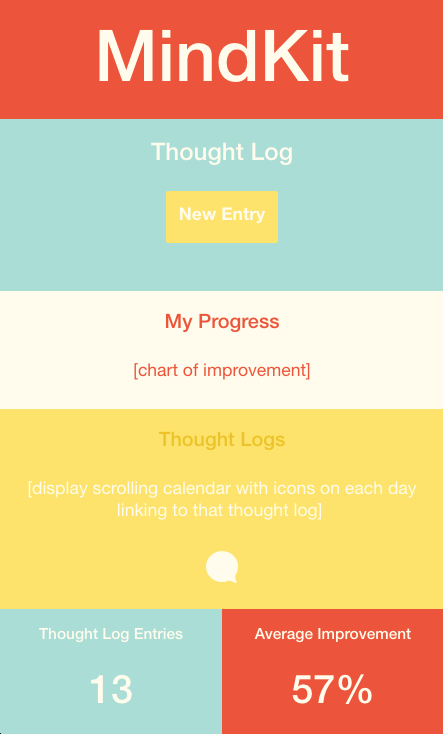 MindKit
Thought Log
New Entry
My Progress
[chart of improvement]
Thought Logs
[display scrolling calendar with icons on each day
linking to that thought log]
Thought Log Entries
13
Average Improvement
57%